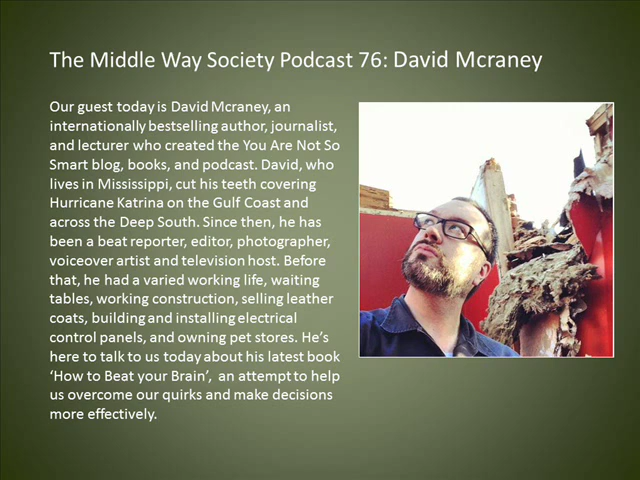 The Middle Way Society Podcast 76: David Mcraney
Our guest today is David Mcraney, an
internationally bestselling author, journalist,
and lecturer who created the You Are Not So
Smart blog, books, and podcast. David, who
lives in Mississippi, cut his teeth covering
Hurricane Katrina on the Gulf Coast and
across the Deep South. Since then, he has
been a beat reporter, editor, photographer,
voiceover artist and television host. Before
that, he had a varied working life, waiting
tables, working construction, selling leather
coats, building and installing electrical
control panels, and owning pet stores. He's
here to talk to us today about his latest book
‘How to Beat your Brain’, an attempt to help
us overcome our quirks and make decisions
more effectively.